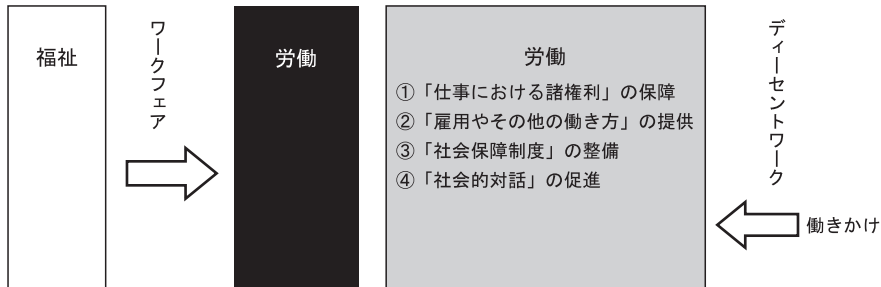 福祉
ワークフェア
労働
労働
①「仕事における諸権利」の保障
②「雇用やその他の働き方」の提供
③「社会保障制度」の整備
④「社会的対話」の促進
ディーセントワーク
働きかけ